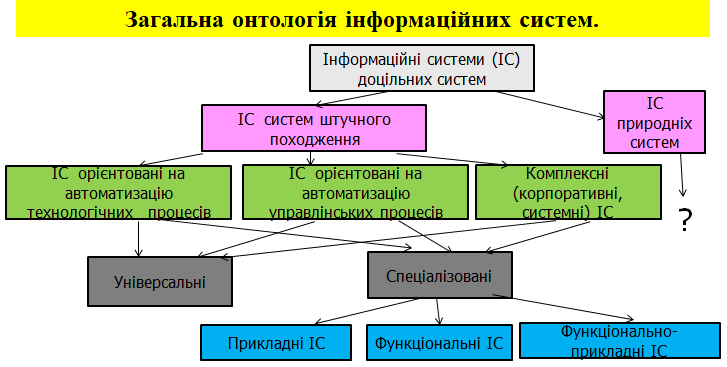 Загальна онтологія інформаційних систем.
Інформаційні системи (ІС)
доцільних систем
ІС систем штучного
походження
ІС
природніх
систем
ІС орієнтовані на
автоматизацію
технологічних процесів
ІС орієнтовані на
автоматизацію
управлінських процесів
Комплексні
(корпоративні,
системні) ІС
?
Універсальні
Спеціалізовані
Прикладні ІС
Функціональні ІС
Функціонально-
прикладні ІС